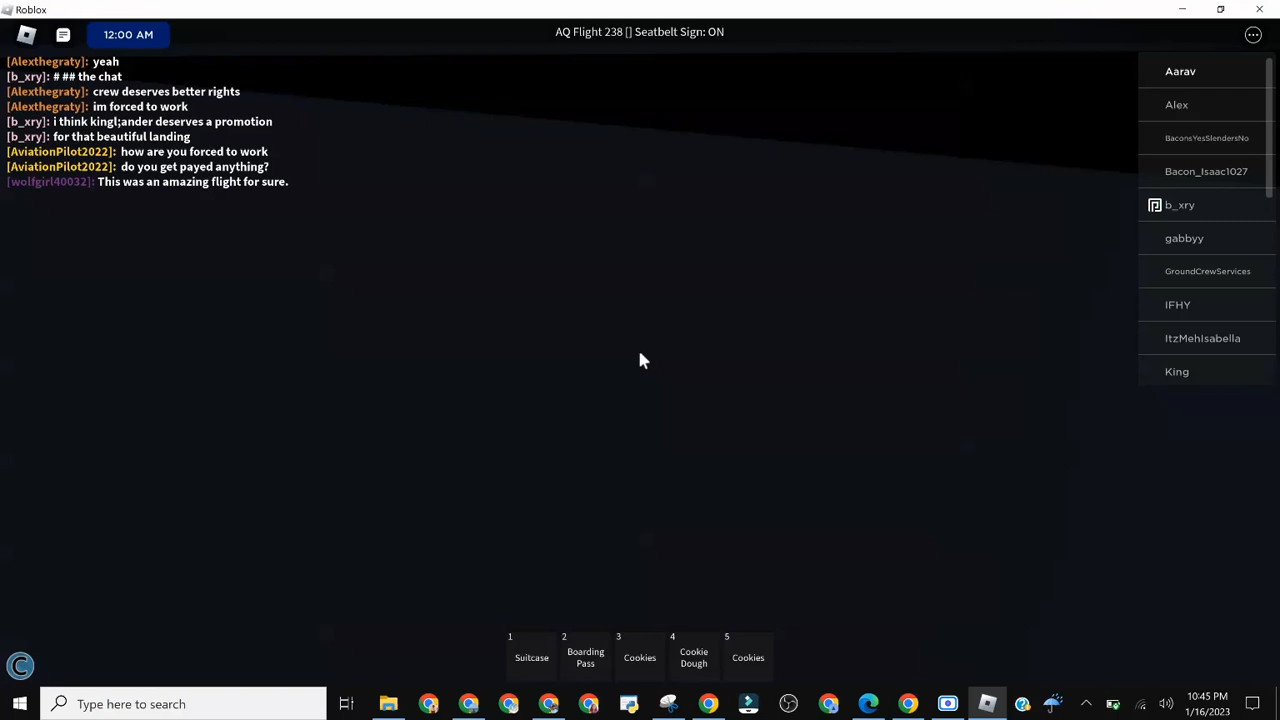 Roblox
12:00 AM
AQ Flight 238 [] Seatbelt Sign: ON
[Alexthegraty]: yeah
[b_xry]: # ## the chat
[Alexthegraty]: crew deserves better rights
[Alexthegraty]: im forced to work
[b_xry]: i think kingl;ander deserves a promotion
[b_xry]: for that beautiful landing
[AviationPilot2022]: how are you forced to work
[AviationPilot2022]: do you get payed anything?
[wolfgirl40032]: This was an amazing flight for sure.
Aarav
Alex
BaconsYesSlendersNo
Bacon_Isaac1027
b_xry
gabbyy
GroundCrewServices
IFHY
ItzMehIsabella
King
1
Suitcase
2
Boarding
Pass
3
Cookies
4
Cookie
Dough
5
Cookies
Type here to search
10:45 PM
1/16/2023